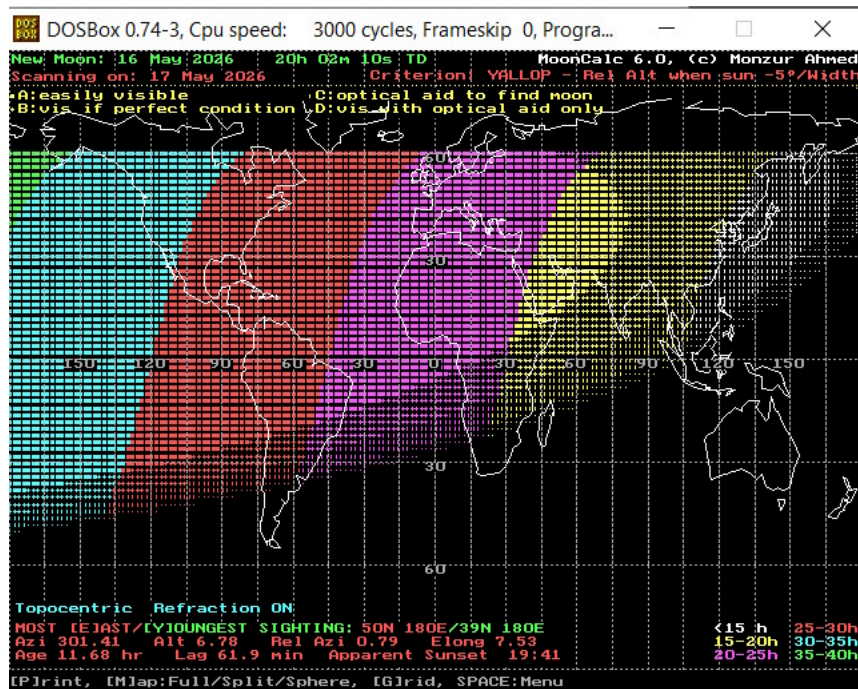 DOSBox 0.74-3, Cpu speed:    3000 cycles, Frameskip  0, Progra...
New Moon: 16 May 2026   20h 02m 10s TD   MoonCalc 6.0, (c) Monzur Ahmed
Scanning on: 17 May 2026   Criterion: YALLOP - Rel Alt when sun -5º/Width
A:easily visible   C:optical aid to find moon
B:vis if perfect condition   D:vis with optical aid only
60
30
150 120 90 60 30 0 30 60 90 120 150
30
60
Topocentric  Refraction ON
MOST [E]AST/[Y]OUNGEST SIGHTING: 50N 180E/39N 180E   <15 h   25-30h
Azi 301.41   Alt 6.78   Rel Azi 0.79   Elong 7.53   15-20h   30-35h
Age 11.68 hr   Lag 61.9 min   Apparent Sunset  19:41   20-25h   35-40h
[P]rint, [M]ap:Full/Split/Sphere, [G]rid, SPACE:Menu